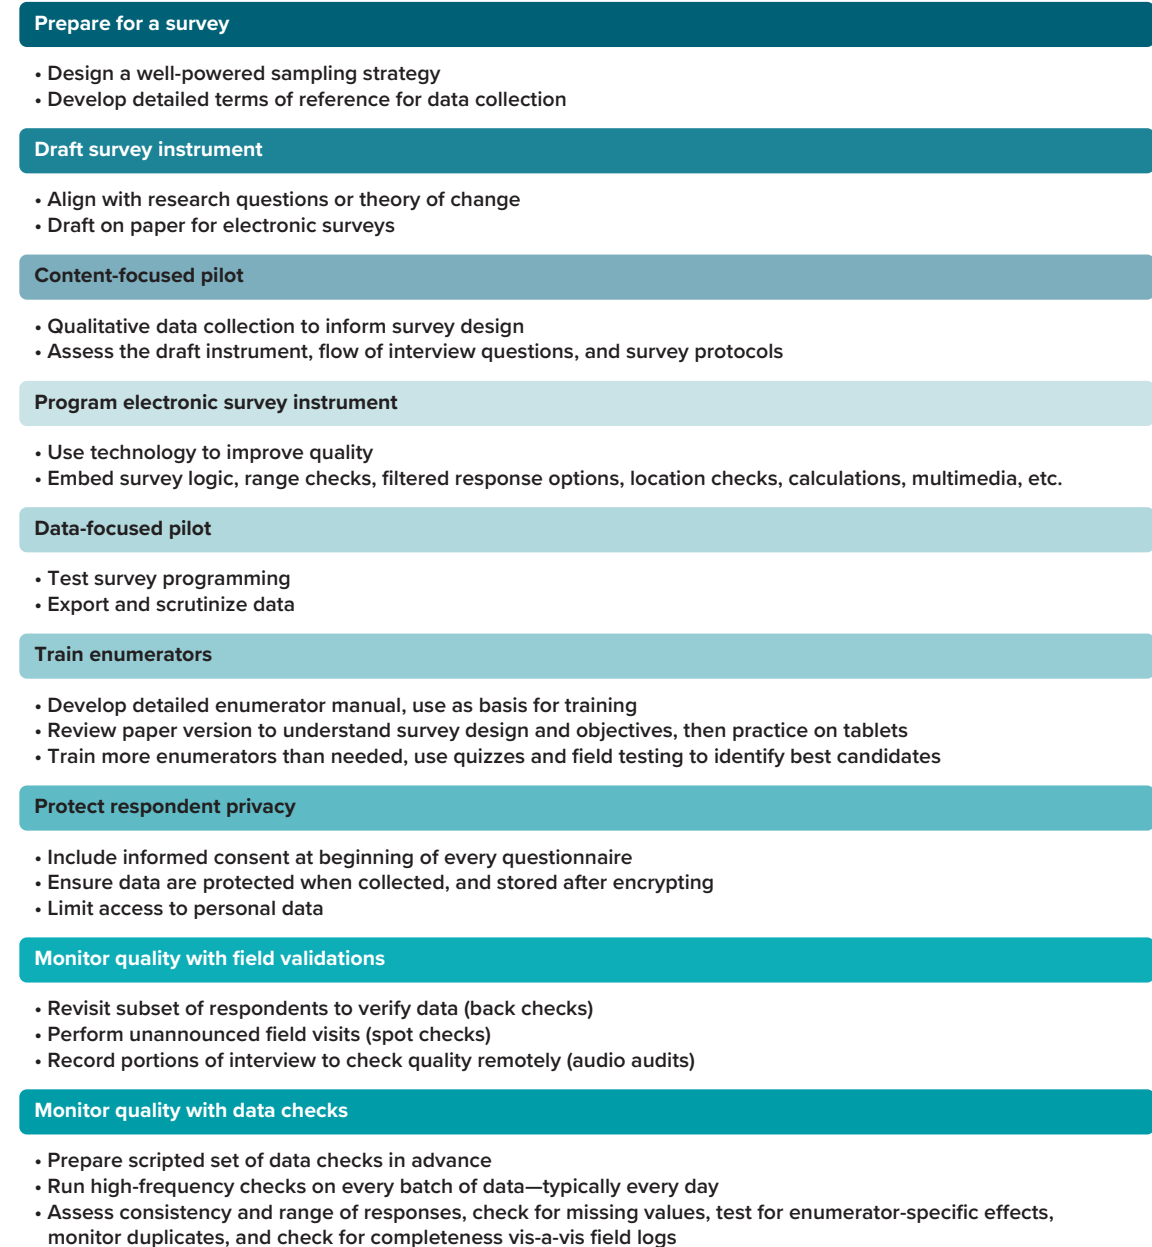 Prepare for a survey
• Design a well-powered sampling strategy
• Develop detailed terms of reference for data collection
Draft survey instrument
• Align with research questions or theory of change
• Draft on paper for electronic surveys
Content-focused pilot
• Qualitative data collection to inform survey design
• Assess the draft instrument, flow of interview questions, and survey protocols
Program electronic survey instrument
• Use technology to improve quality
• Embed survey logic, range checks, filtered response options, location checks, calculations, multimedia, etc.
Data-focused pilot
• Test survey programming
• Export and scrutinize data
Train enumerators
• Develop detailed enumerator manual, use as basis for training
• Review paper version to understand survey design and objectives, then practice on tablets
• Train more enumerators than needed, use quizzes and field testing to identify best candidates
Protect respondent privacy
• Include informed consent at beginning of every questionnaire
• Ensure data are protected when collected, and stored after encrypting
• Limit access to personal data
Monitor quality with field validations
• Revisit subset of respondents to verify data (back checks)
• Perform unannounced field visits (spot checks)
• Record portions of interview to check quality remotely (audio audits)
Monitor quality with data checks
• Prepare scripted set of data checks in advance
• Run high-frequency checks on every batch of data—typically every day
• Assess consistency and range of responses, check for missing values, test for enumerator-specific effects,
monitor duplicates, and check for completeness vis-a-vis field logs